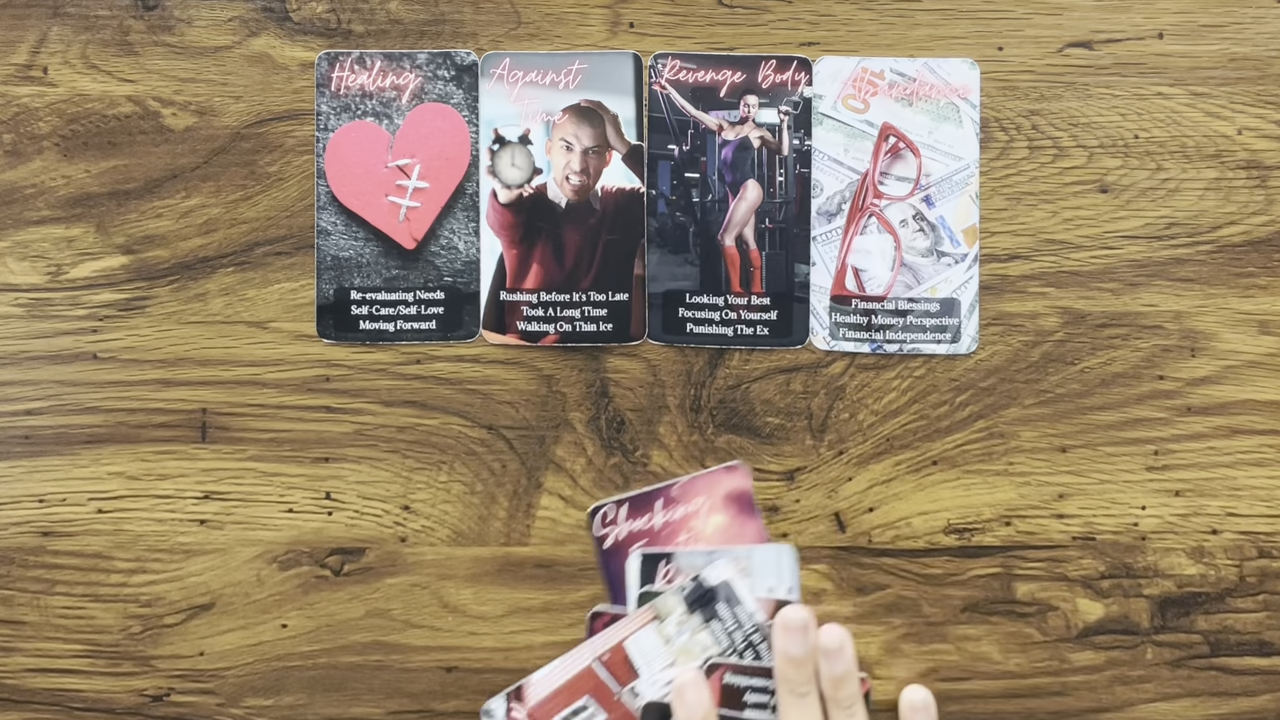 Healing
Re-evaluating Needs
Self-Care/Self-Love
Moving Forward
Against
Time
Rushing Before It's Too Late
Took A Long Time
Walking On Thin Ice
Revenge Body
Looking Your Best
Focusing On Yourself
Punishing The Ex
Abundance
Financial Blessings
Healthy Money Perspective
Financial Independence